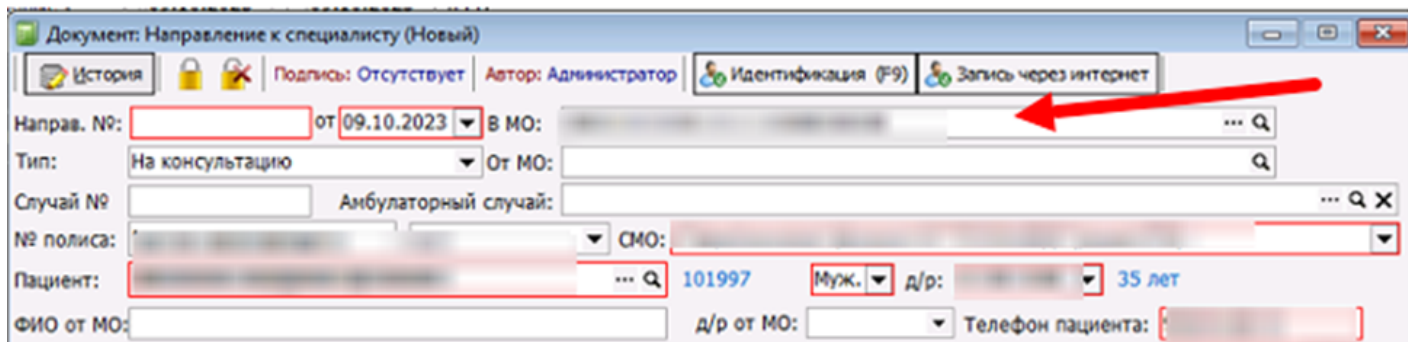 Документ: Направление к специалисту (Новый)
История Подпись: Отсутствует Автор: Администратор Идентификация (F9) Запись через интернет
Направ. №: от 09.10.2023 В МО:
Тип: На консультацию От МО:
Случай № Амбулаторный случай:
№ полиса: СМО:
Пациент: 101997 Муж. д/р: 35 лет
ФИО от МО: д/р от МО: Телефон пациента: